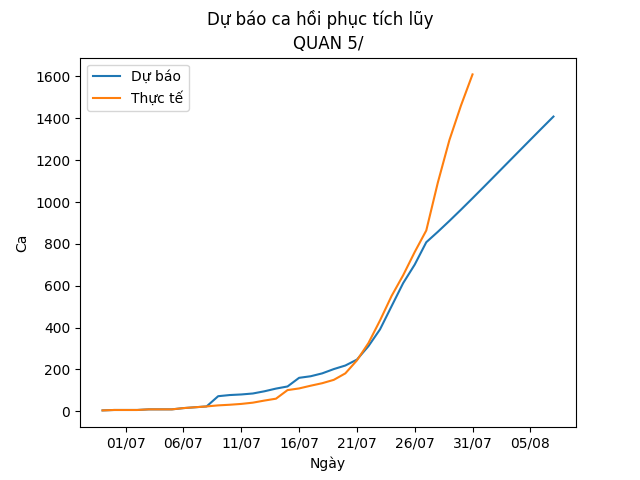 Dự báo ca hồi phục tích lũy
QUAN 5/
Dự báo
Thực tế
Ca
1600
1400
1200
1000
800
600
400
200
0
01/07 06/07 11/07 16/07 21/07 26/07 31/07 05/08
Ngày